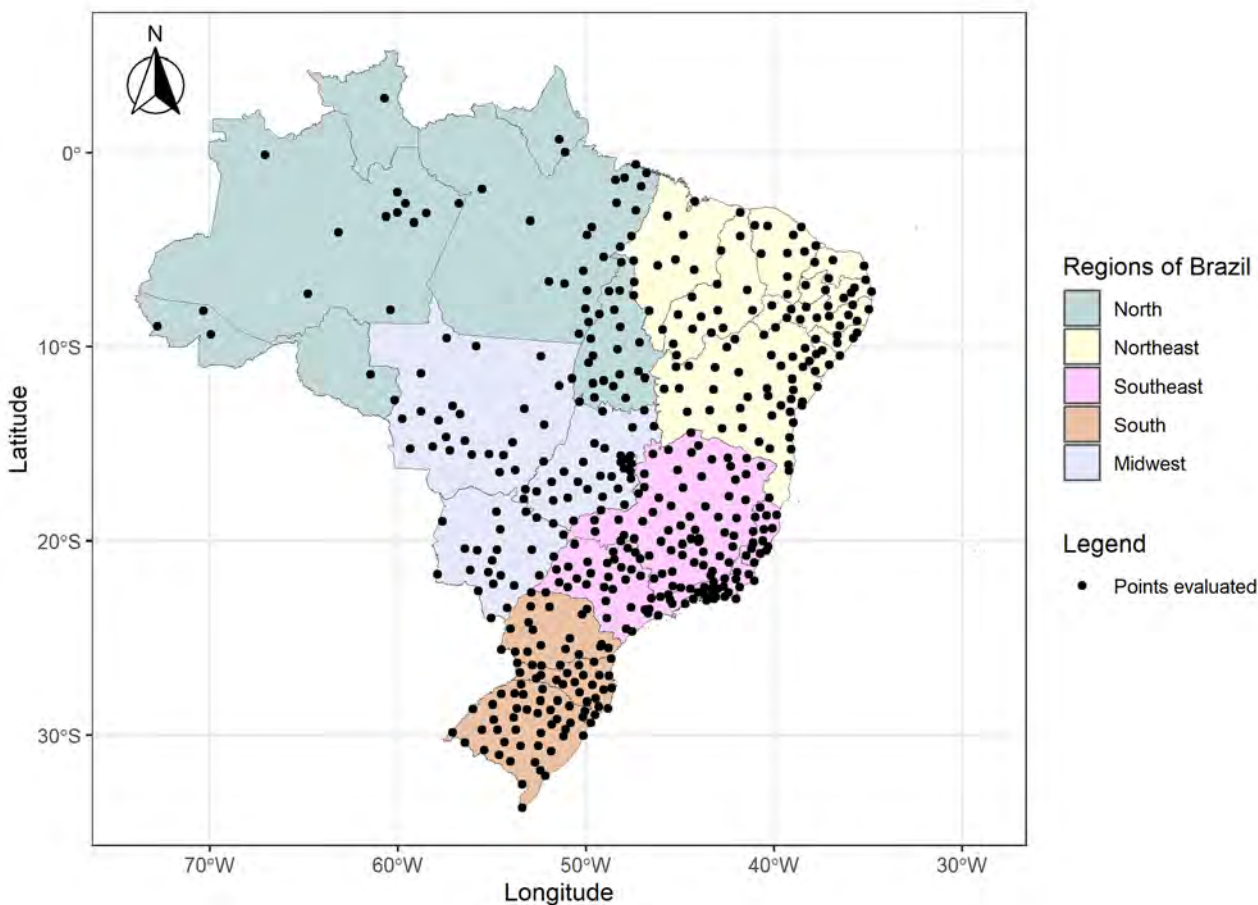 N
0°
10°S
20°S
30°S
Latitude
70°W
60°W
50°W
40°W
30°W
Longitude
Regions of Brazil
North
Northeast
Southeast
South
Midwest
Legend
Points evaluated